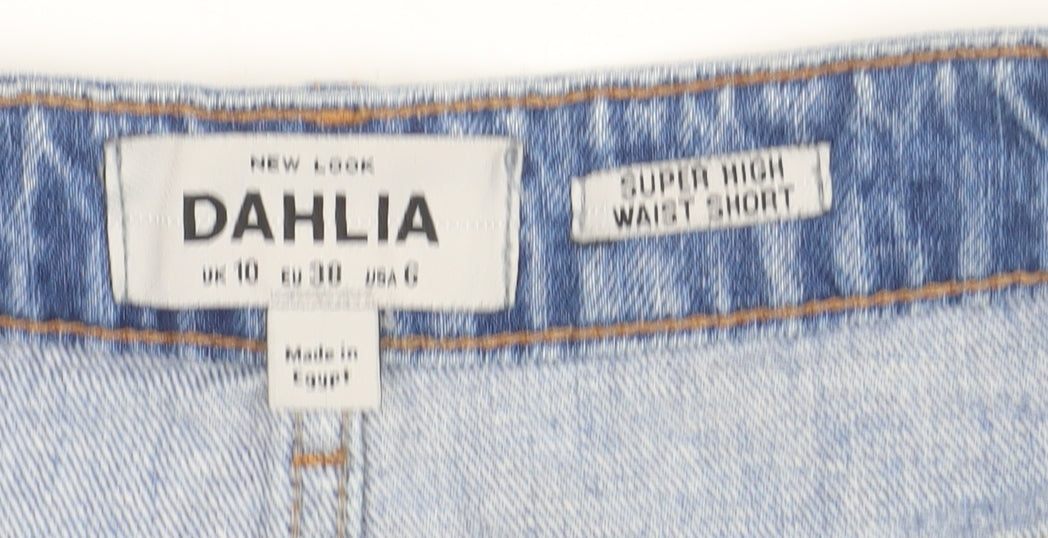 NEW LOOK
DAHLIA
UK 10 EU 38 USA 6
Made in
Egypt
SUPER HIGH
WAIST SHORT